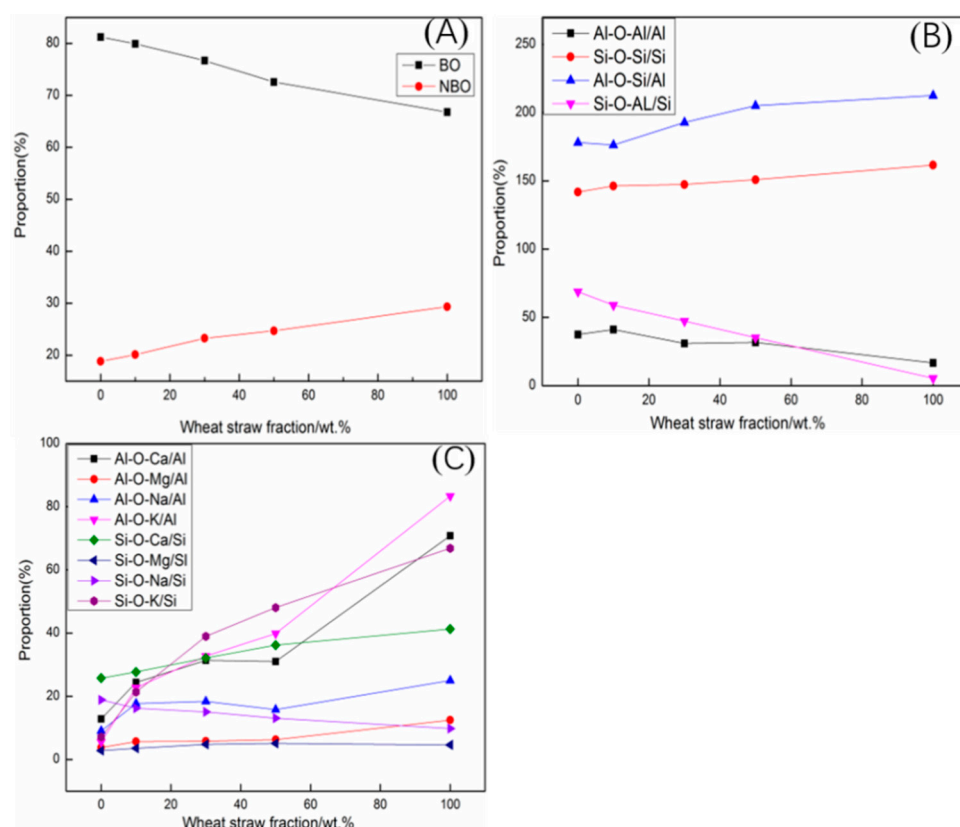 (A)
BO
NBO
80
70
60
50
40
30
20
Proportion(%)
0 20 40 60 80 100
Wheat straw fraction/wt.%
(B)
Al-O-Al/Al
Si-O-Si/Si
Al-O-Si/Al
Si-O-AL/Si
250
200
150
100
50
0
Proportion(%)
0 20 40 60 80 100
Wheat straw fraction/wt.%
(C)
Al-O-Ca/Al
Al-O-Mg/Al
Al-O-Na/Al
Al-O-K/Al
Si-O-Ca/Si
Si-O-Mg/SI
Si-O-Na/Si
Si-O-K/Si
100
80
60
40
20
0
Proportion(%)
0 20 40 60 80 100
Wheat straw fraction/wt.%